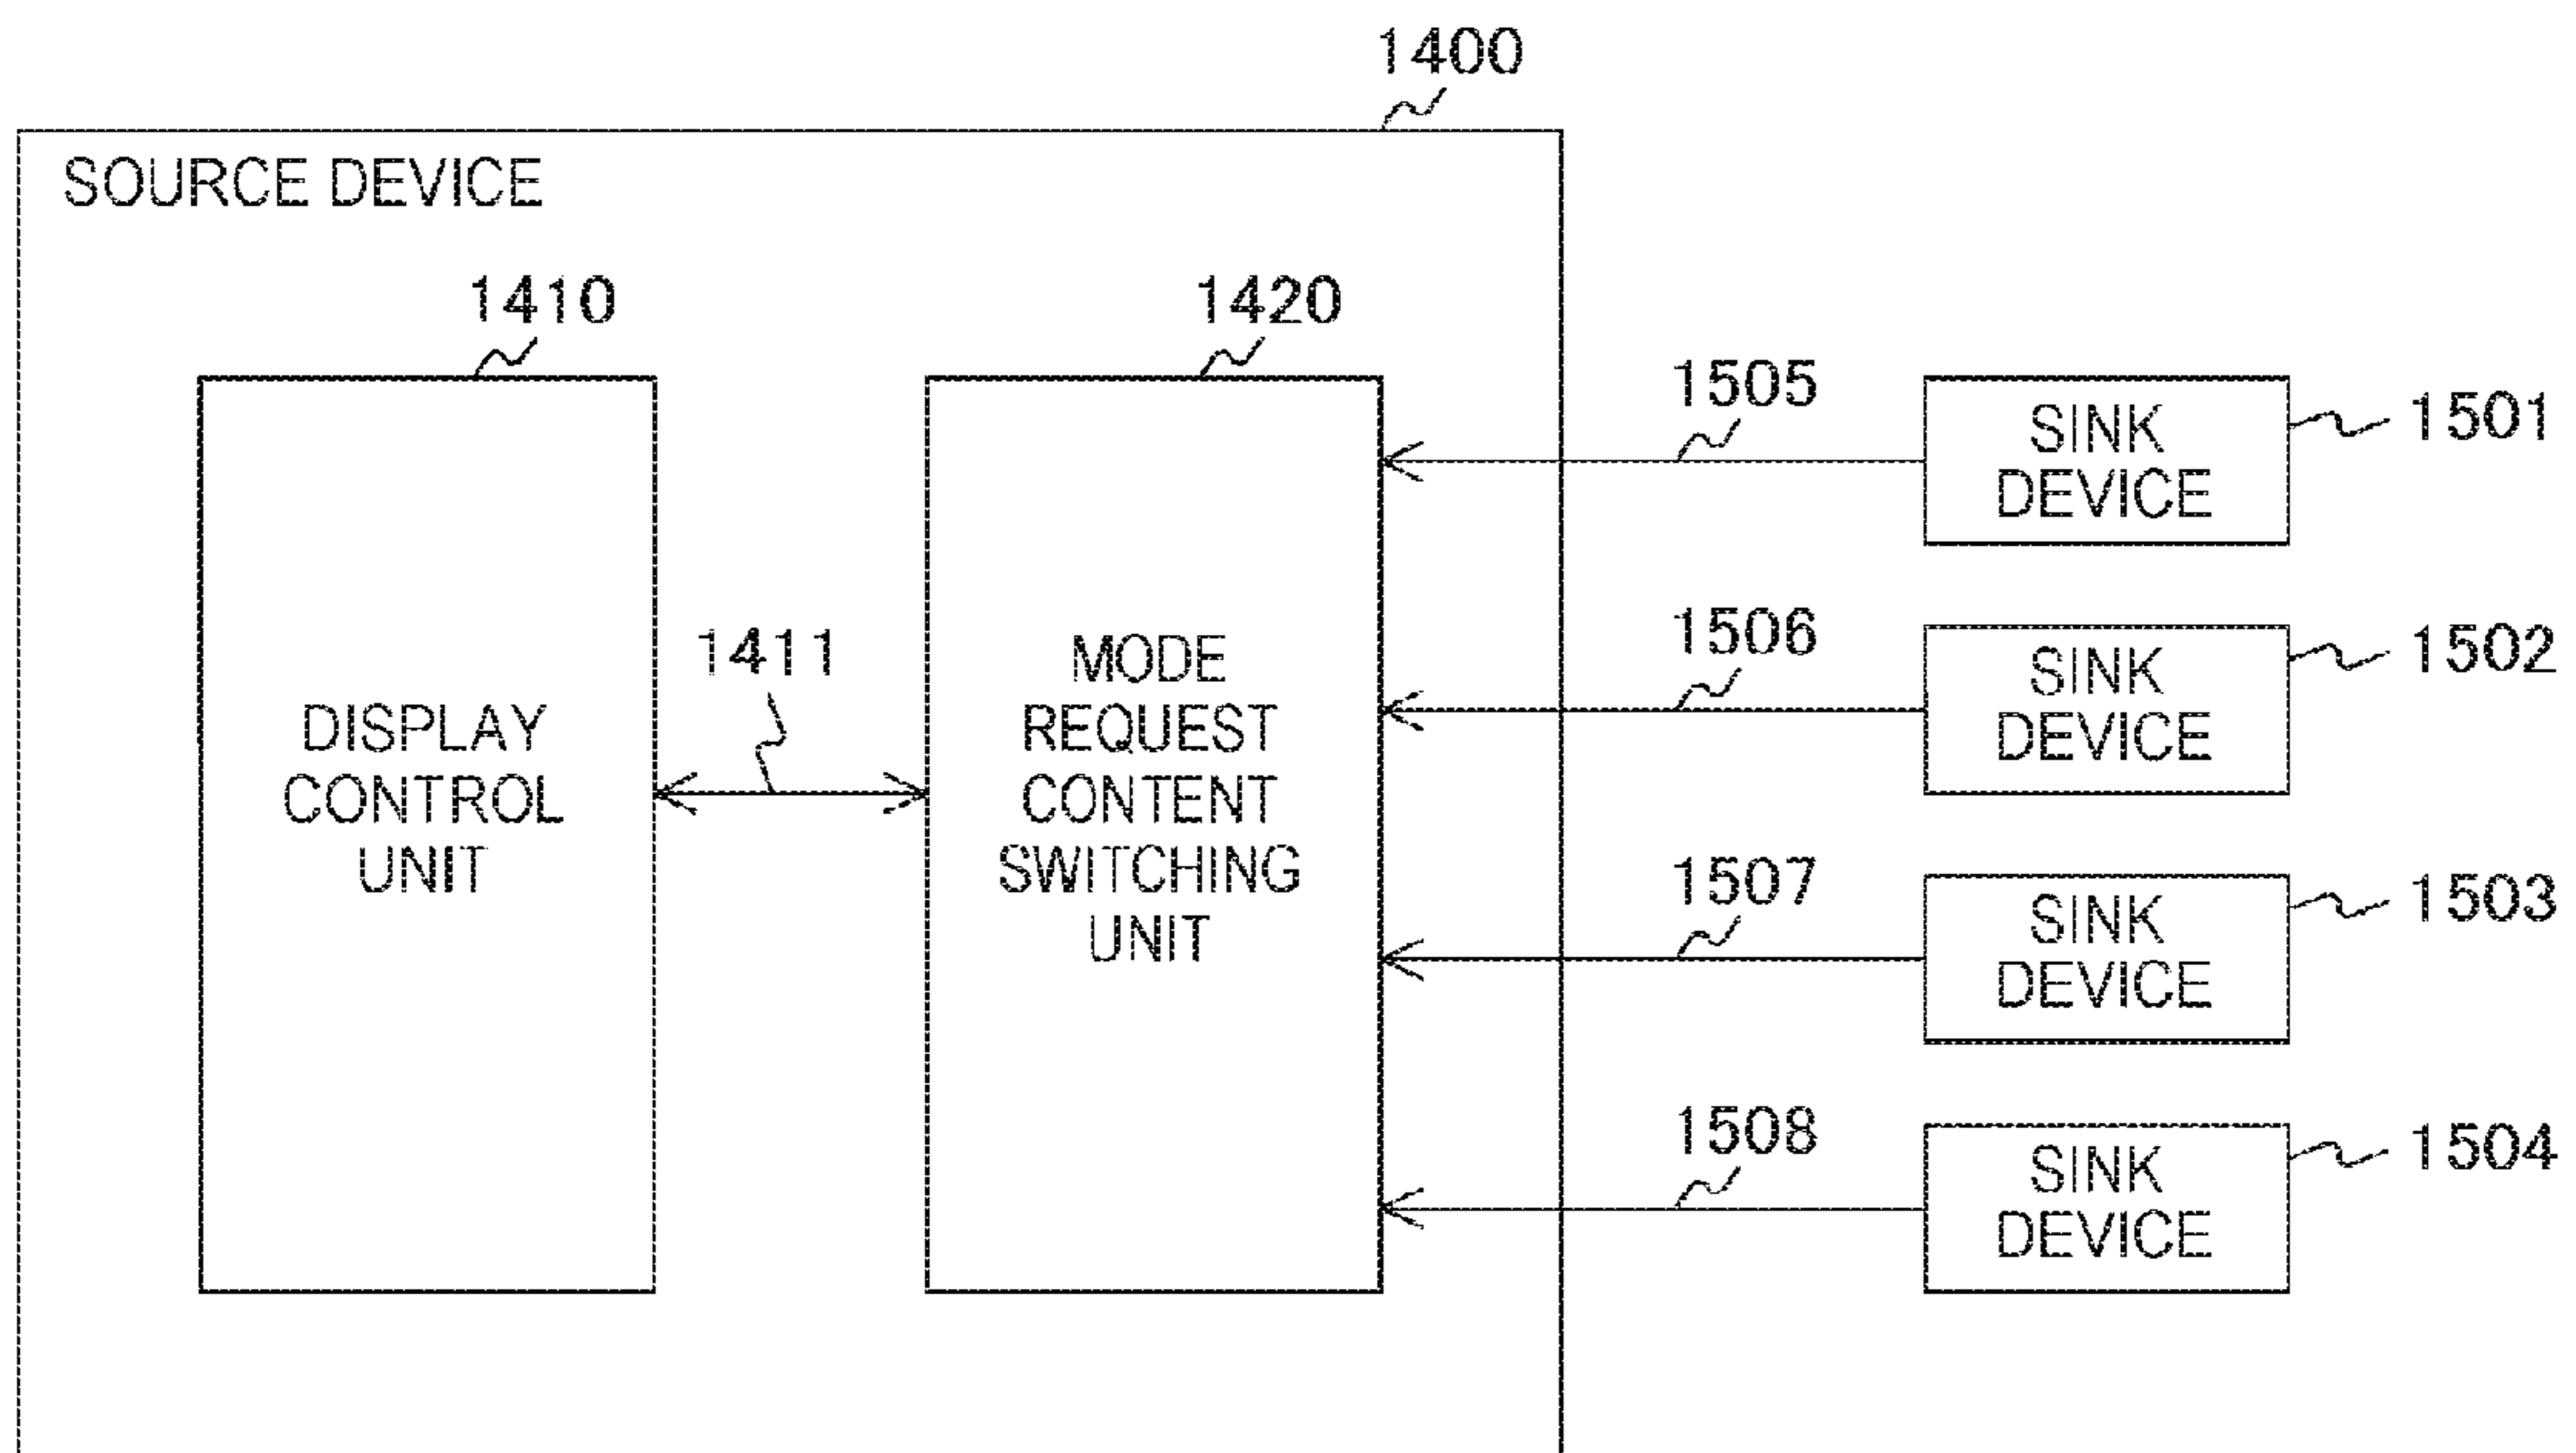 1400
SOURCE DEVICE
1410
1420
1505
SINK
DEVICE
1501
1411
MODE
REQUEST
CONTENT
SWITCHING
UNIT
DISPLAY
CONTROL
UNIT
1506
SINK
DEVICE
1502
1507
SINK
DEVICE
1503
1508
SINK
DEVICE
1504